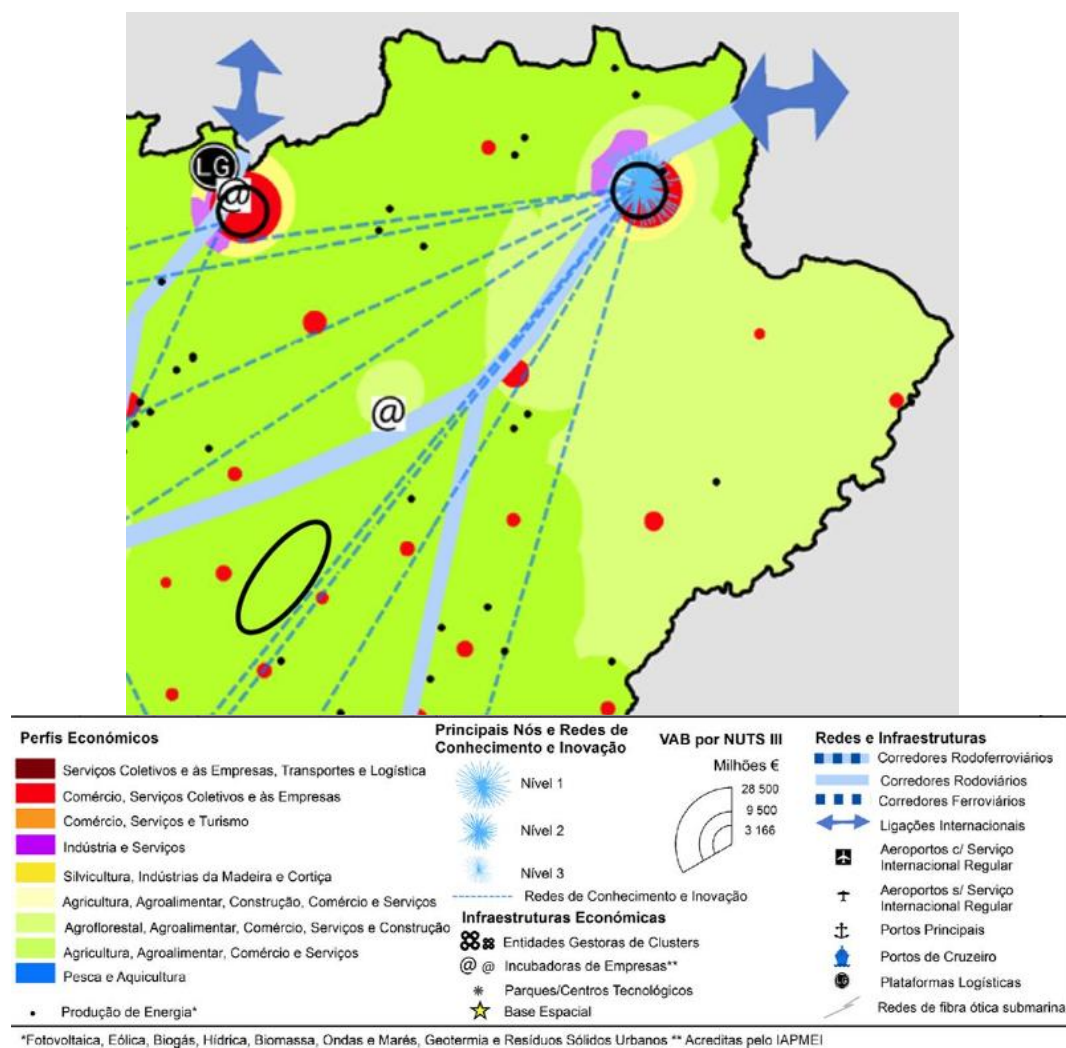 LG
@
@
Perfis Económicos
Serviços Coletivos e às Empresas, Transportes e Logística
Comércio, Serviços Coletivos e às Empresas
Comércio, Serviços e Turismo
Indústria e Serviços
Silvicultura, Indústrias da Madeira e Cortiça
Agricultura, Agroalimentar, Construção, Comércio e Serviços
Agroflorestal, Agroalimentar, Comércio, Serviços e Construção
Agricultura, Agroalimentar, Comércio e Serviços
Pesca e Aquicultura
Produção de Energia*
Principais Nós e Redes de
Conhecimento e Inovação
Nível 1
Nível 2
Nível 3
Redes de Conhecimento e Inovação
Infraestruturas Económicas
Entidades Gestoras de Clusters
@ @ Incubadoras de Empresas**
Parques/Centros Tecnológicos
Base Espacial
VAB por NUTS III
Milhões €
28 500
9 500
3 166
Redes e Infraestruturas
Corredores Rodoferroviários
Corredores Rodoviários
Corredores Ferroviários
Ligações Internacionais
Aeroportos c/ Serviço
Internacional Regular
Aeroportos s/ Serviço
Internacional Regular
Portos Principais
Portos de Cruzeiro
LG Plataformas Logísticas
Redes de fibra ótica submarina
*Fotovoltaica, Eólica, Biogás, Hídrica, Biomassa, Ondas e Marés, Geotermia e Resíduos Sólidos Urbanos ** Acreditas pelo IAPMEI